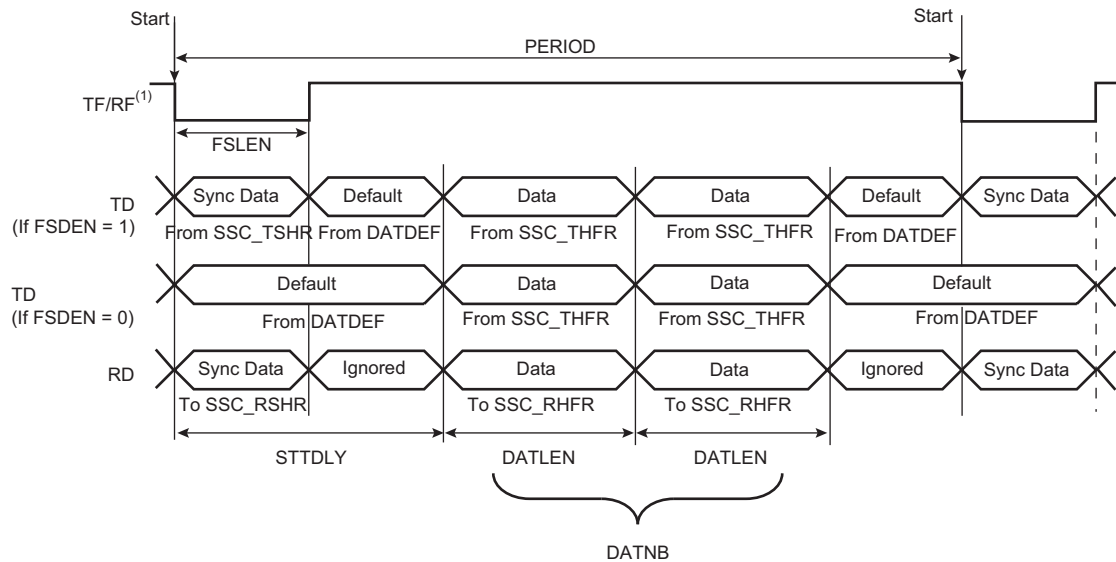 Start Start
PERIOD
TF/RF(1)
FSLEN
TD
(If FSDEN = 1)
Sync Data Default Data Data Default Sync Data
From SSC_TSHR From DATDEF From SSC_THFR From SSC_THFR From DATDEF
TD
(If FSDEN = 0)
Default Data Data Default
From DATDEF From SSC_THFR From SSC_THFR From DATDEF
RD Sync Data Ignored Data Data Ignored Sync Data
To SSC_RSHR To SSC_RHFR To SSC_RHFR
STTDLY DATLEN DATLEN
DATNB